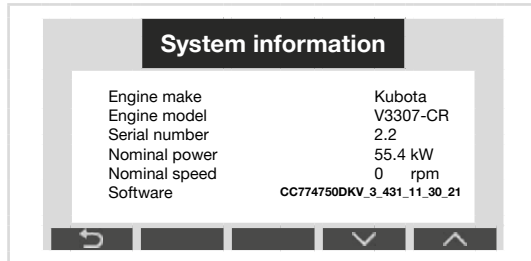 System information
Engine make Kubota
Engine model V3307-CR
Serial number 2.2
Nominal power 55.4 kW
Nominal speed 0 rpm
Software CC774750DKV_3_431_11_30_21